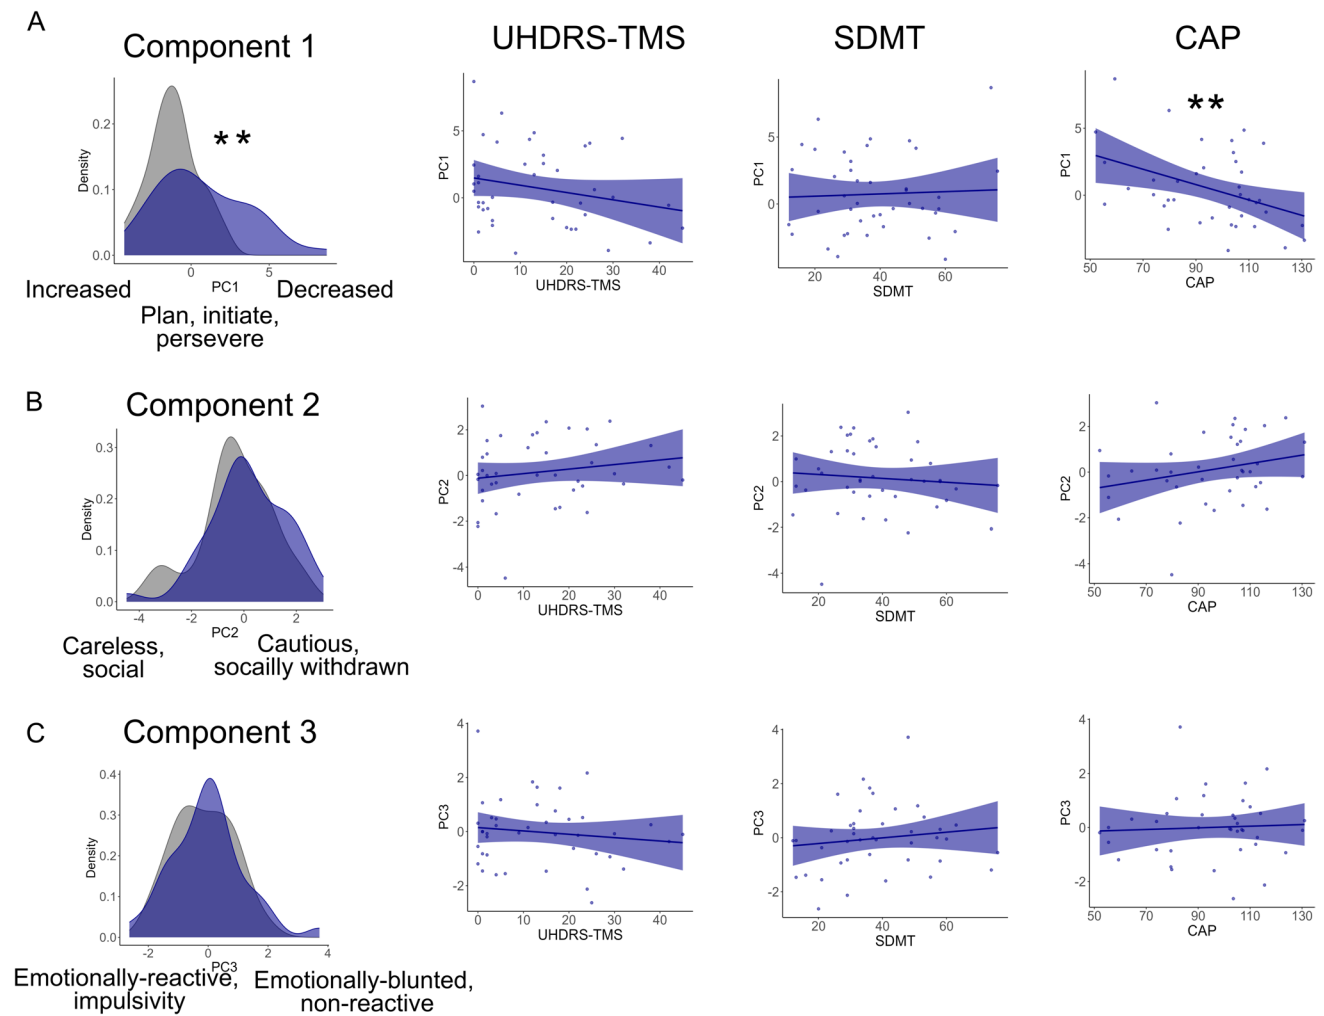 A
Component 1
UHDRS-TMS
SDMT
CAP
**
Density
0.2
0.1
0.0
0
5
PC1
Increased
Decreased
Plan, initiate,
persevere
PC1
5
0
0
10
20
30
40
UHDRS-TMS
PC1
5
0
20
40
60
SDMT
**
PC1
5
0
50
70
90
110
130
CAP
B
Component 2
Density
0.3
0.2
0.1
0.0
-4
-2
0
2
PC2
Careless,
social
Cautious,
socailly withdrawn
PC2
2
0
-2
-4
0
10
20
30
40
UHDRS-TMS
PC2
2
0
-2
-4
20
40
60
SDMT
PC2
2
0
-2
-4
50
70
90
110
130
CAP
C
Component 3
Density
0.4
0.3
0.2
0.1
0.0
-2
0
2
4
PC3
Emotionally-reactive,
impulsivity
Emotionally-blunted,
non-reactive
PC3
4
2
0
-2
0
10
20
30
40
UHDRS-TMS
PC3
4
2
0
-2
20
40
60
SDMT
PC3
4
2
0
-2
50
70
90
110
130
CAP